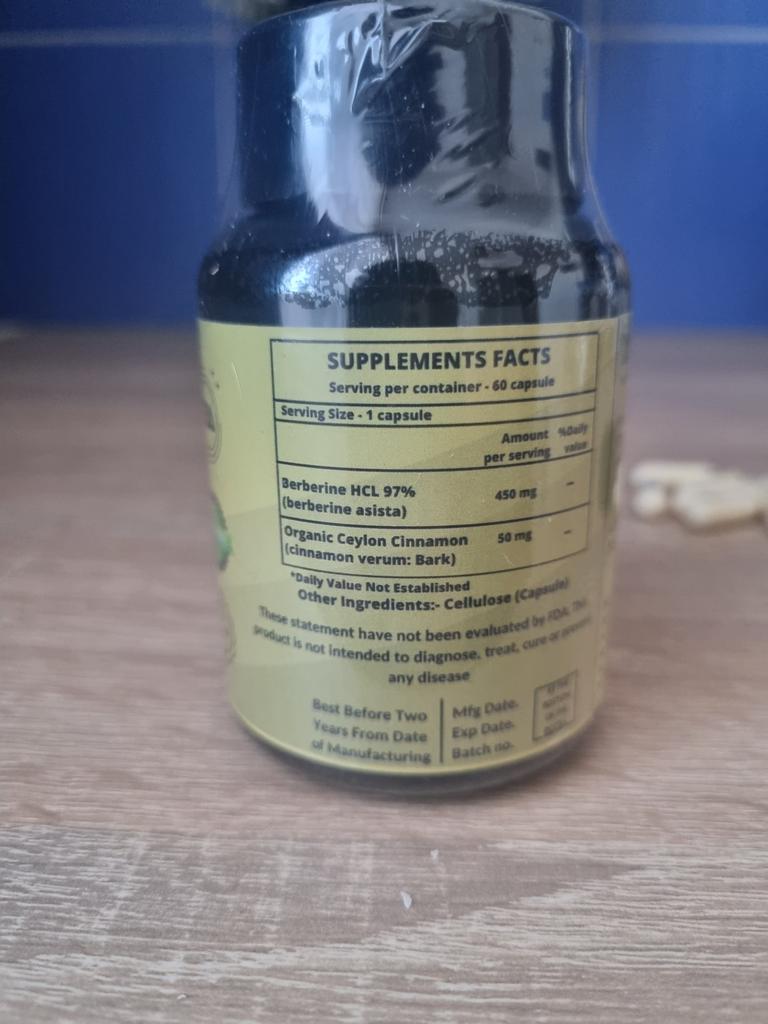 SUPPLEMENTS FACTS
Serving per container - 60 capsule
Serving Size - 1 capsule
Amount %Daily
per serving value
Berberine HCL 97% 450 mg –
(berberine asista)
Organic Ceylon Cinnamon 50 mg –
(cinnamon verum: Bark)
*Daily Value Not Established
Other Ingredients:- Cellulose (Capsule)
These statement have not been evaluated by FDA. This
product is not intended to diagnose, treat, cure or prevent
any disease
Best Before Two
Years From Date
of Manufacturing
Mfg Date.
Exp Date.
Batch no.